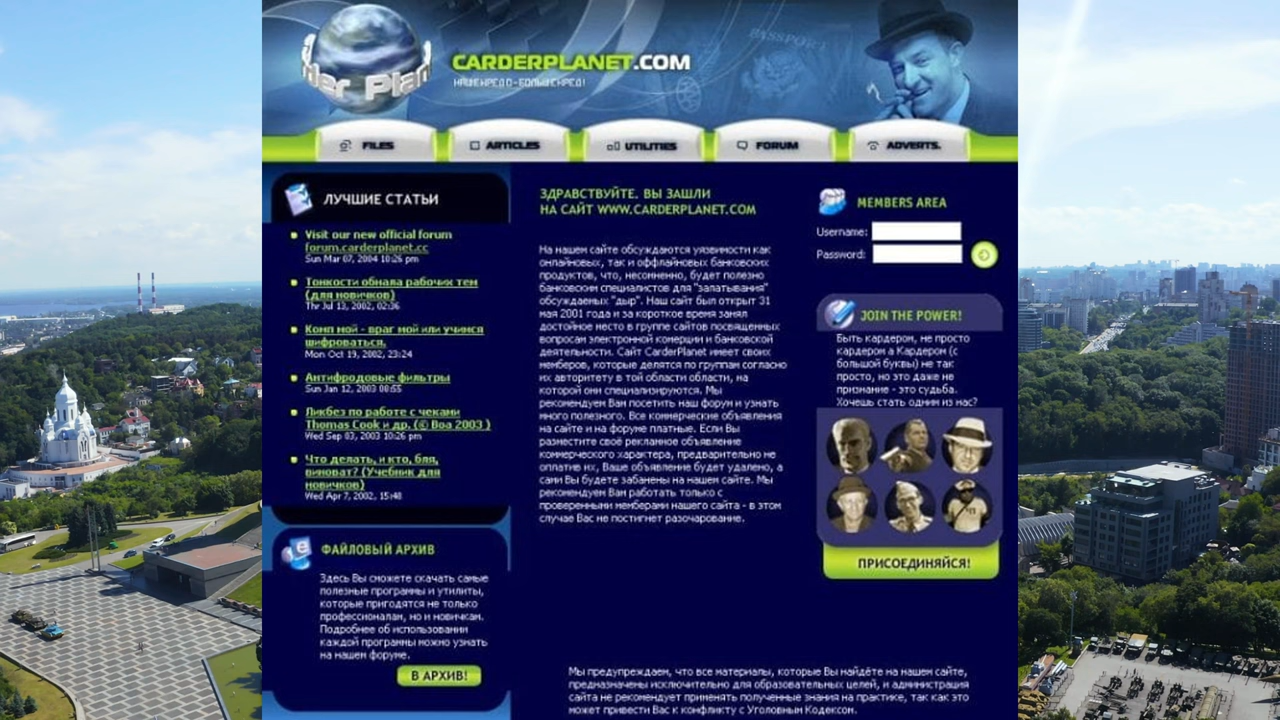 der Plan
CARDERPLANET.COM
PASSPORT
FILES
ARTICLES
UTILITIES
FORUM
ADVERTS.
ЛУЧШИЕ СТАТЬИ
Visit our new official forum
forum.carderplanet.cc
Sun Mar 07, 2004 10:26 pm
Тонкости обнала рабочих тем
(для новичков)
Thr Jul 13, 2002, 02:36
Комп мой - враг мой или учимся
шифроваться.
Mon Oct 19, 2002, 23:24
Антифродовые фильтры
Sun Jan 12, 2003 08:55
Ликбез по работе с чеками
Thomas Cook и др. (© Boa 2003 )
Wed Sep 03, 2003 10:26 pm
Что делать, и кто, бля,
виноват? (Учебник для
новичков)
Wed Apr 7, 2002, 15:48
ФАЙЛОВЫЙ АРХИВ
Здесь Вы сможете скачать самые
полезные программы и утилиты,
которые пригодятся не только
профессионалам, но и новичкам.
Подробнее об использовании
каждой программы можно узнать
на нашем форуме.
В АРХИВ!
ЗДРАВСТВУЙТЕ. ВЫ ЗАШЛИ
НА САЙТ WWW.CARDERPLANET.COM
На нашем сайте обсуждаются уязвимости как
онлайновых, так и оффлайновых банковских
продуктов, что, несомненно, будет полезно
банковским специалистов для "залатывания"
обсуждаемых "дыр". Наш сайт был открыт 31
мая 2001 года и за короткое время занял
достойное место в группе сайтов посвященных
вопросам электронной комерции и банковской
деятельности. Сайт CarderPlanet имеет своих
мемберов, которые делятся по группам согласно
их авторитету в той области области, на
которой они специализируются. Мы
рекомендуем Вам посетить наш форум и узнать
много полезного. Все коммерческие объявления
на сайте и на форуме платные. Если Вы
разместите своё рекланное объявление
коммерческого характера, предварительно не
оплатив их, Ваше объявление будет удалено, а
сами Вы будете забанены на нашем сайте. Мы
рекомендуем Вам работать только с
проверенными мемберами нашего сайта - в этом
случае Вас не постигнет разочарование.
MEMBERS AREA
Username:
Password:
JOIN THE POWER!
Быть кардером, не просто
кардером а Кардером (с
большой буквы) не так
просто, но это даже не
признание - это судьба.
Хочешь стать одним из нас?
ПРИСОЕДИНЯЙСЯ!
Мы предупреждаем, что все материалы, которые Вы найдёте на нашем сайте,
предназначены исключительно для образовательных целей, и администрация
сайта не рекомендует применять полученные знания на практике, так как это
может привести Вас к конфликту с Уголовным Кодексом.